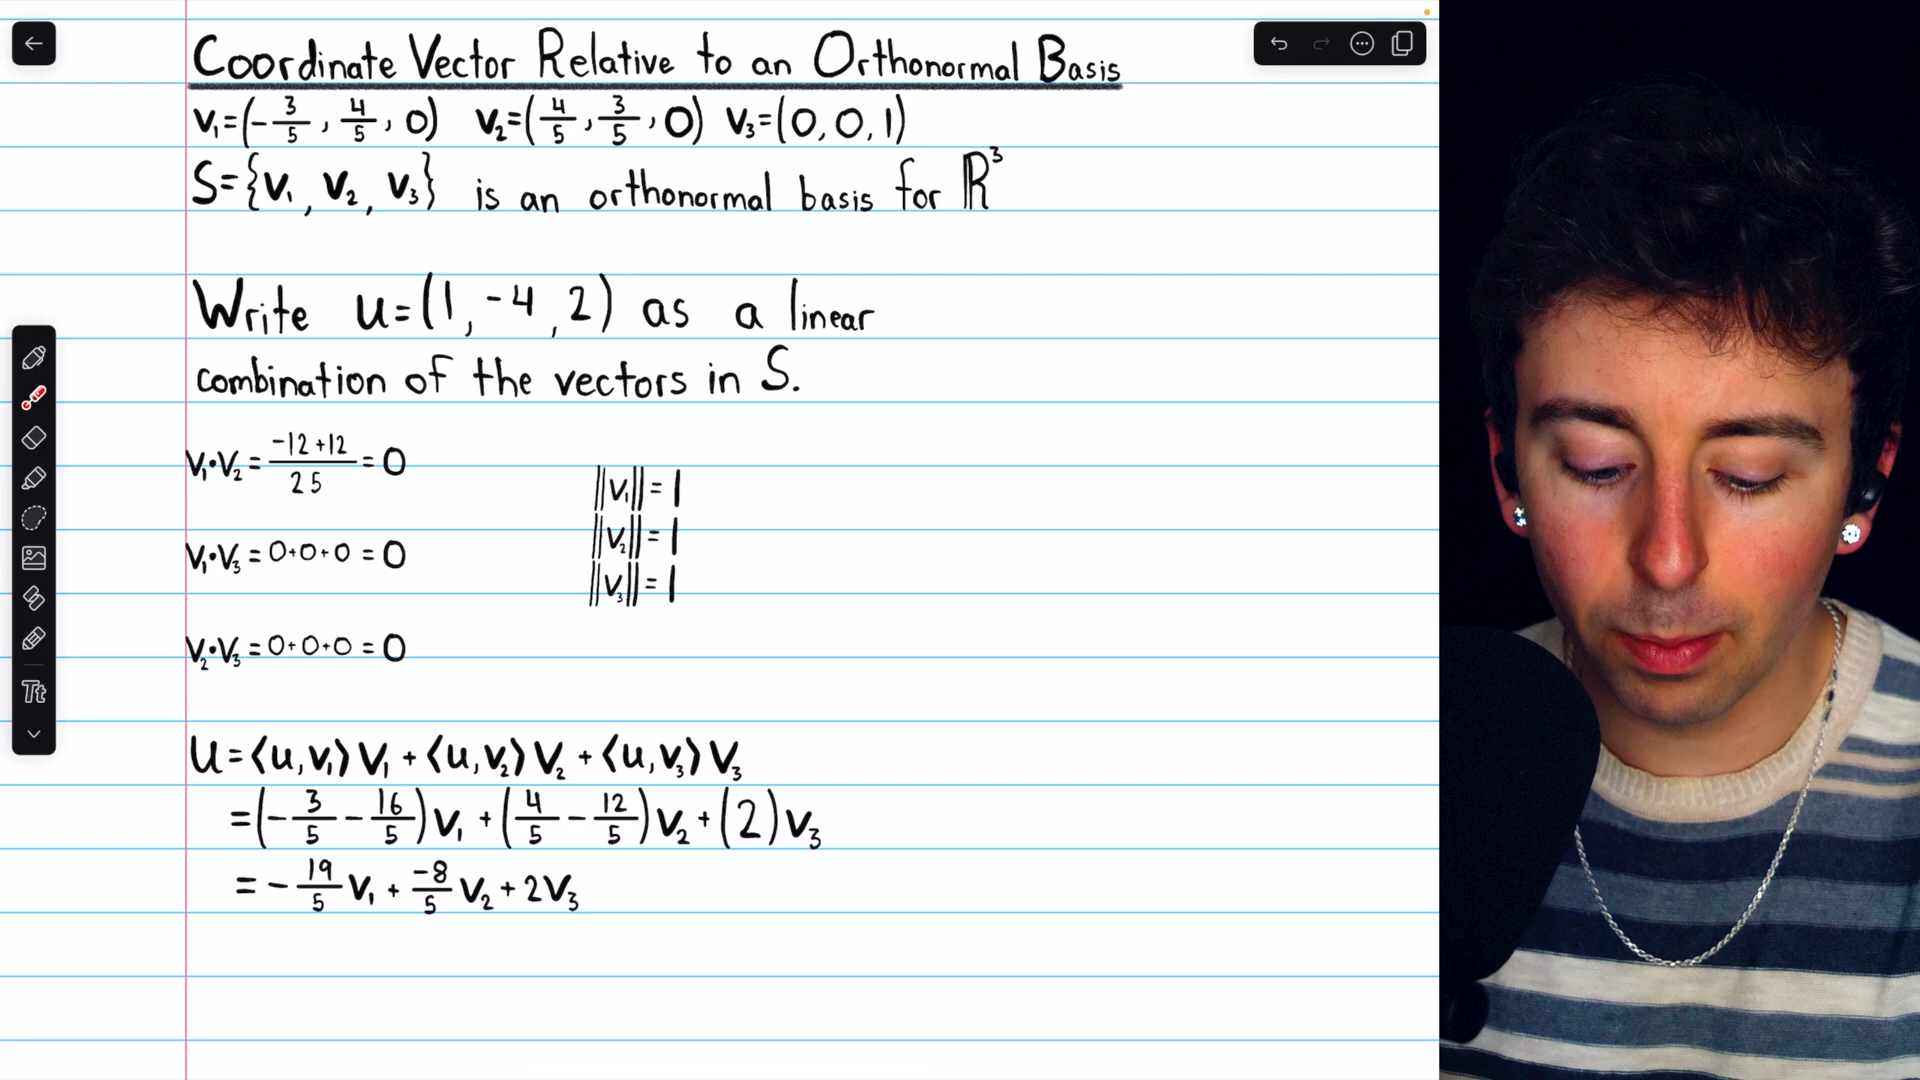 Coordinate Vector Relative to an Orthonormal Basis
v₁=(-3/5, 4/5, 0) v₂=(4/5, 3/5, 0) v₃=(0, 0, 1)
S={v₁, v₂, v₃} is an orthonormal basis for ℝ³
Write u=(1, -4, 2) as a linear
combination of the vectors in S.
v₁·v₂ = (-12+12)/25 = 0
||v₁|| = 1
||v₂|| = 1
v₁·v₃ = 0+0+0 = 0
||v₃|| = 1
v₂·v₃ = 0+0+0 = 0
u=⟨u,v₁⟩v₁ + ⟨u,v₂⟩v₂ + ⟨u,v₃⟩v₃
=(-3/5 - 16/5)v₁ + (4/5 - 12/5)v₂ + (2)v₃
= -19/5 v₁ + -8/5 v₂ + 2v₃
Tt